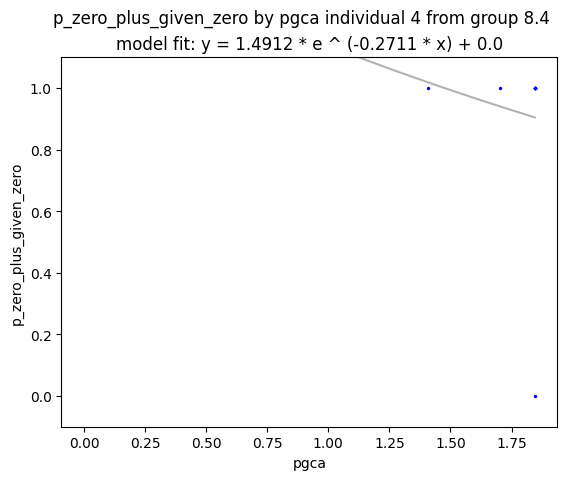 p_zero_plus_given_zero by pgca individual 4 from group 8.4
model fit: y = 1.4912 * e ^ (-0.2711 * x) + 0.0
p_zero_plus_given_zero
1.0
0.8
0.6
0.4
0.2
0.0
0.00 0.25 0.50 0.75 1.00 1.25 1.50 1.75
pgca